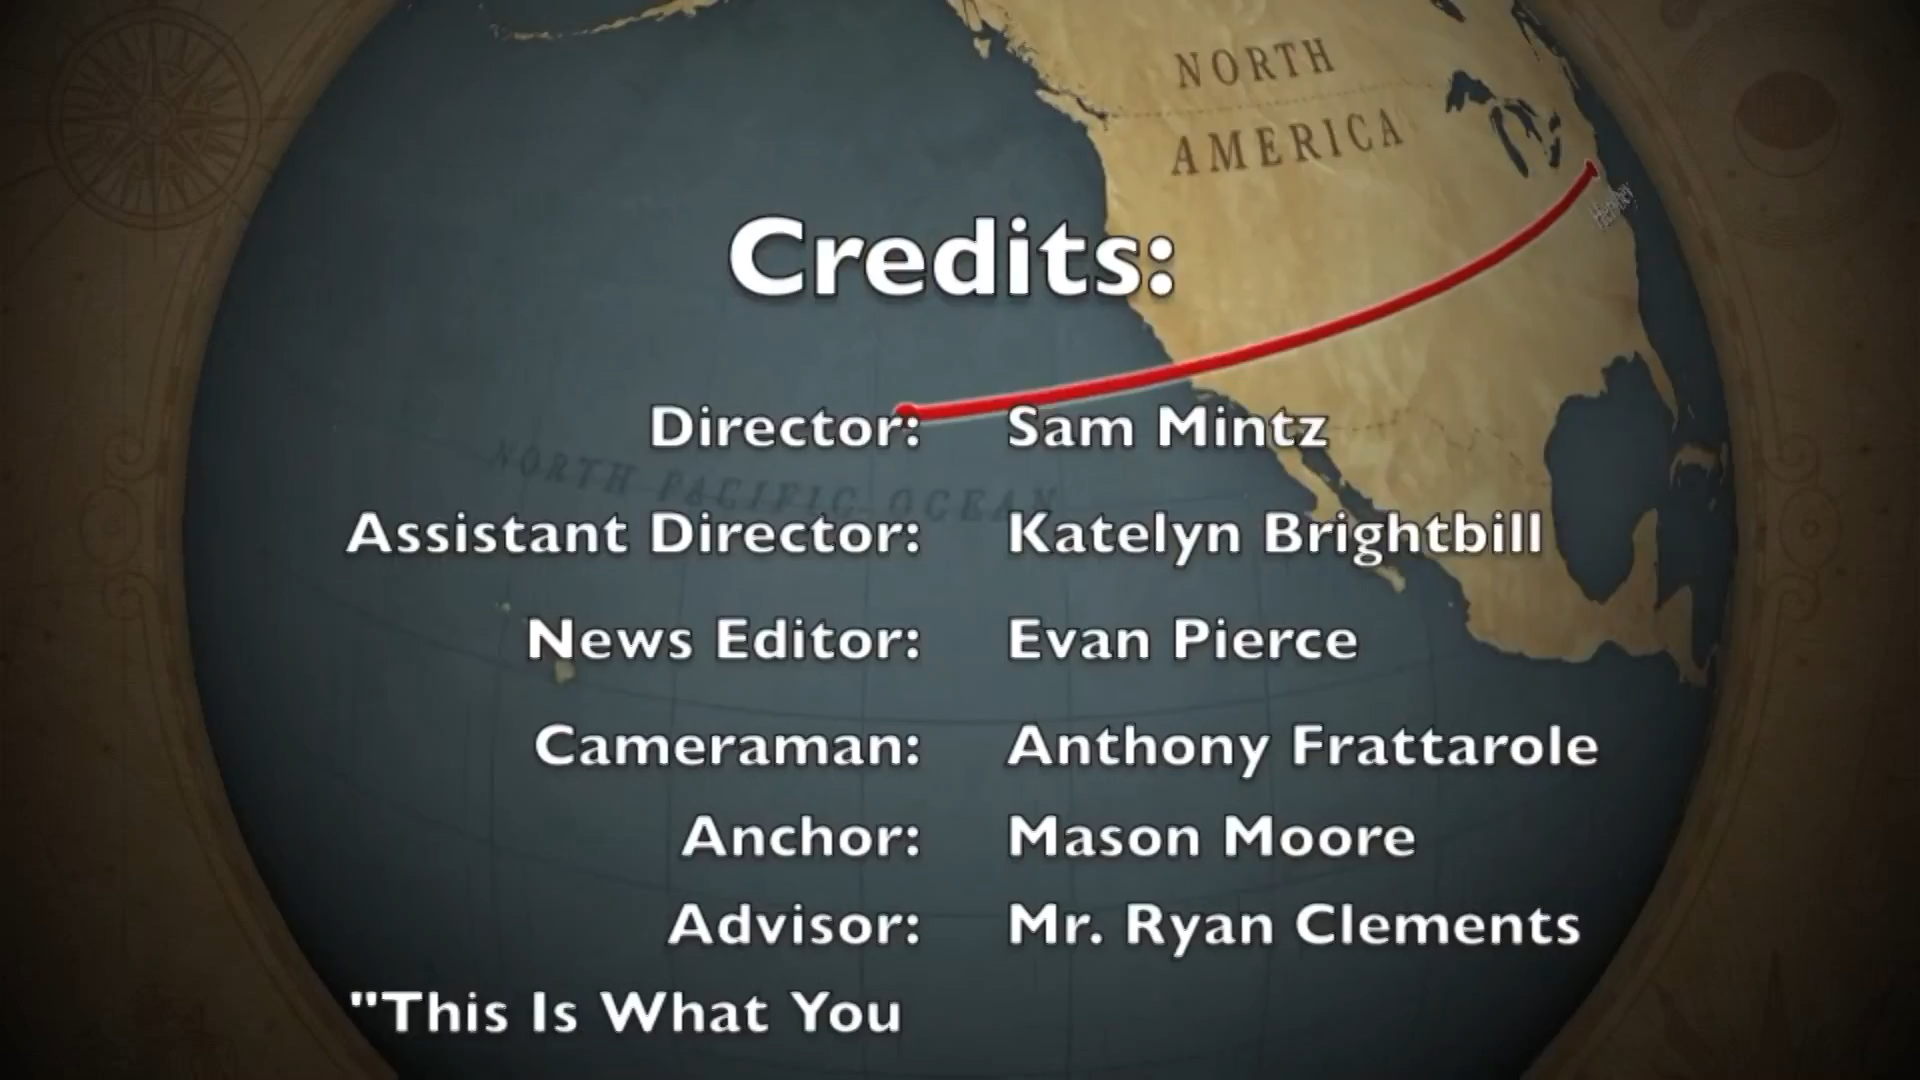 NORTH
AMERICA
Credits:
Director: Sam Mintz
NORTH PACIFIC OCEAN
Assistant Director: Katelyn Brightbill
News Editor: Evan Pierce
Cameraman: Anthony Frattarole
Anchor: Mason Moore
Advisor: Mr. Ryan Clements
"This Is What You